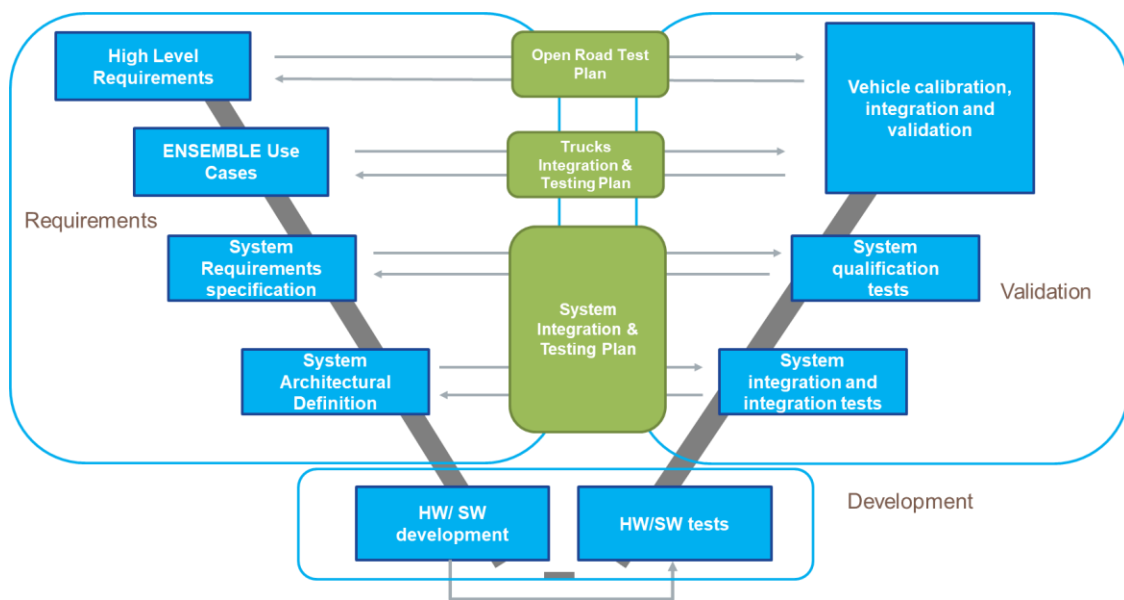 High Level
Requirements
Open Road Test
Plan
Vehicle calibration,
integration and
validation
ENSEMBLE Use
Cases
Trucks
Integration &
Testing Plan
Requirements
System
Requirements
specification
System
Integration &
Testing Plan
System
qualification
tests
Validation
System
Architectural
Definition
System
integration and
integration tests
HW/ SW
development
HW/SW tests
Development